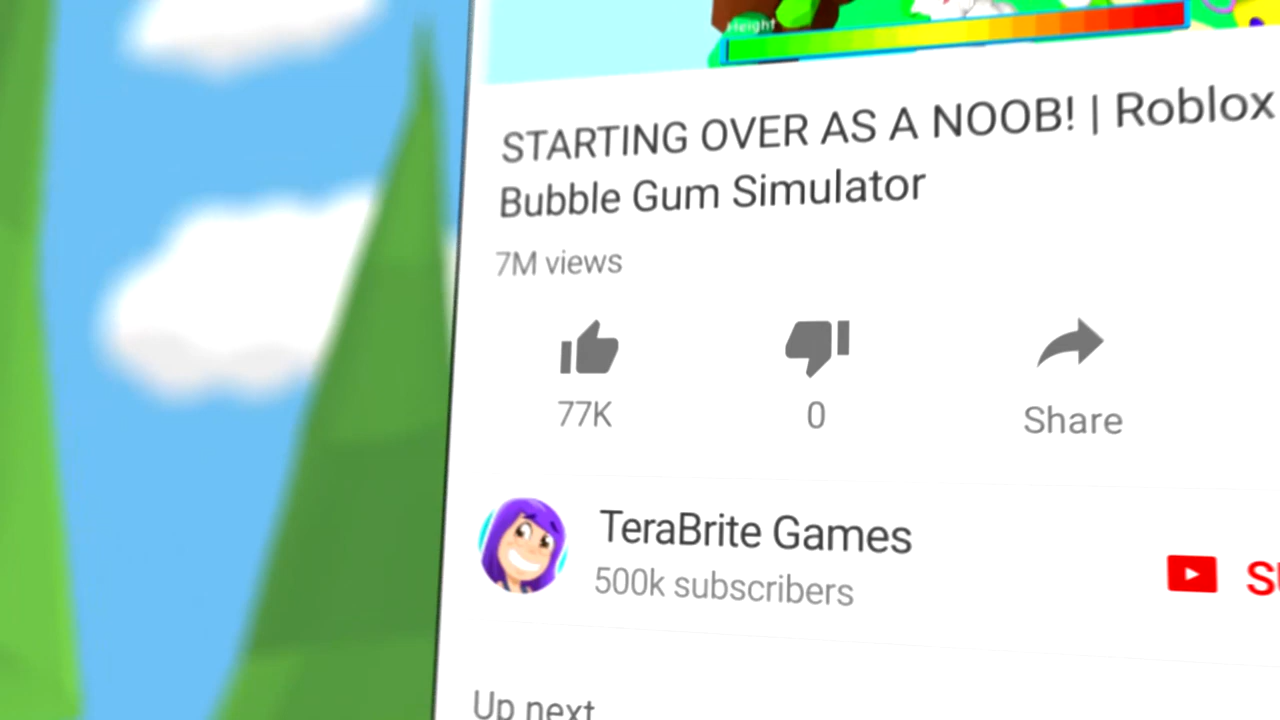 Height
STARTING OVER AS A NOOB! | Roblox
Bubble Gum Simulator
7M views
77K
0
Share
TeraBrite Games
500k subscribers
Up next